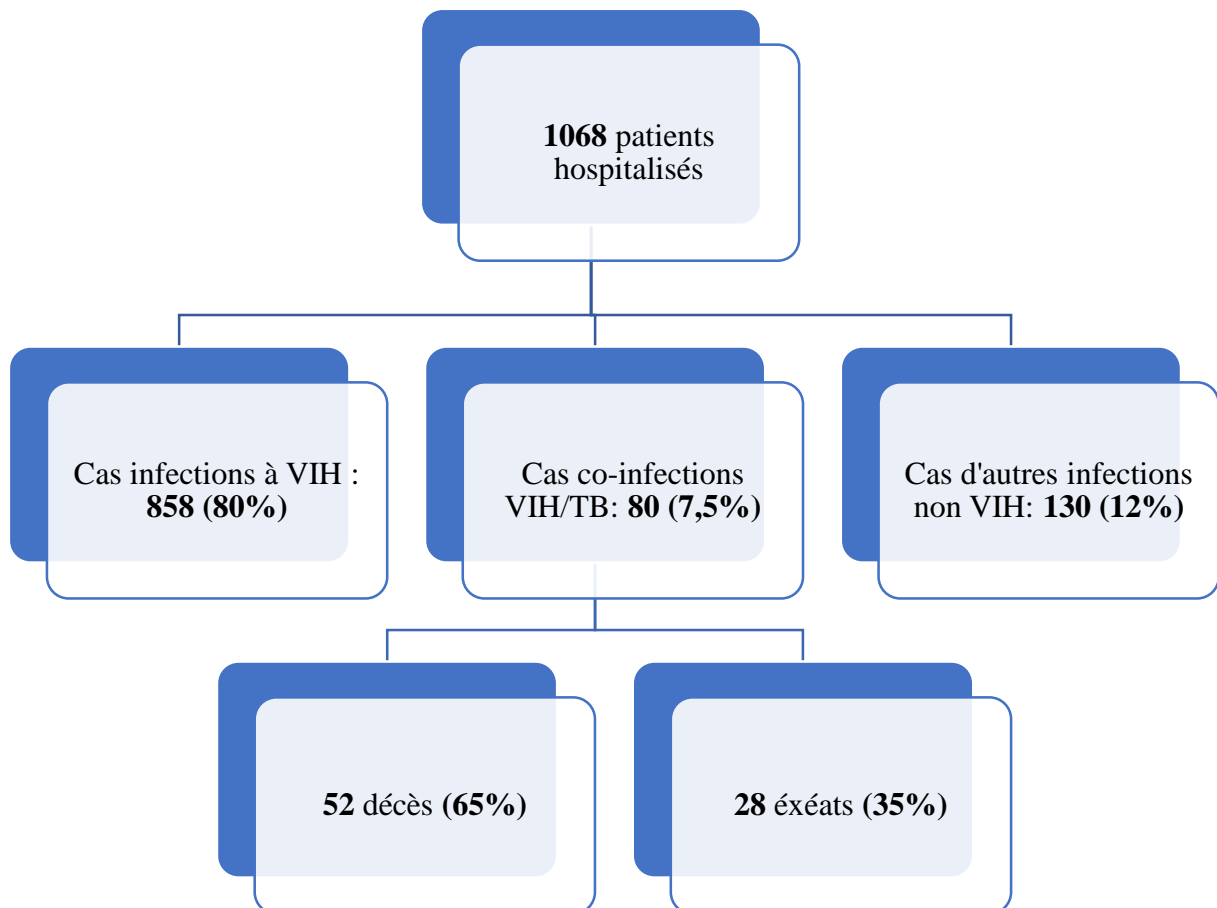 1068 patients
hospitalisés
Cas infections à VIH :
858 (80%)
Cas co-infections
VIH/TB: 80 (7,5%)
Cas d'autres infections
non VIH: 130 (12%)
52 décès (65%)
28 éxéats (35%)